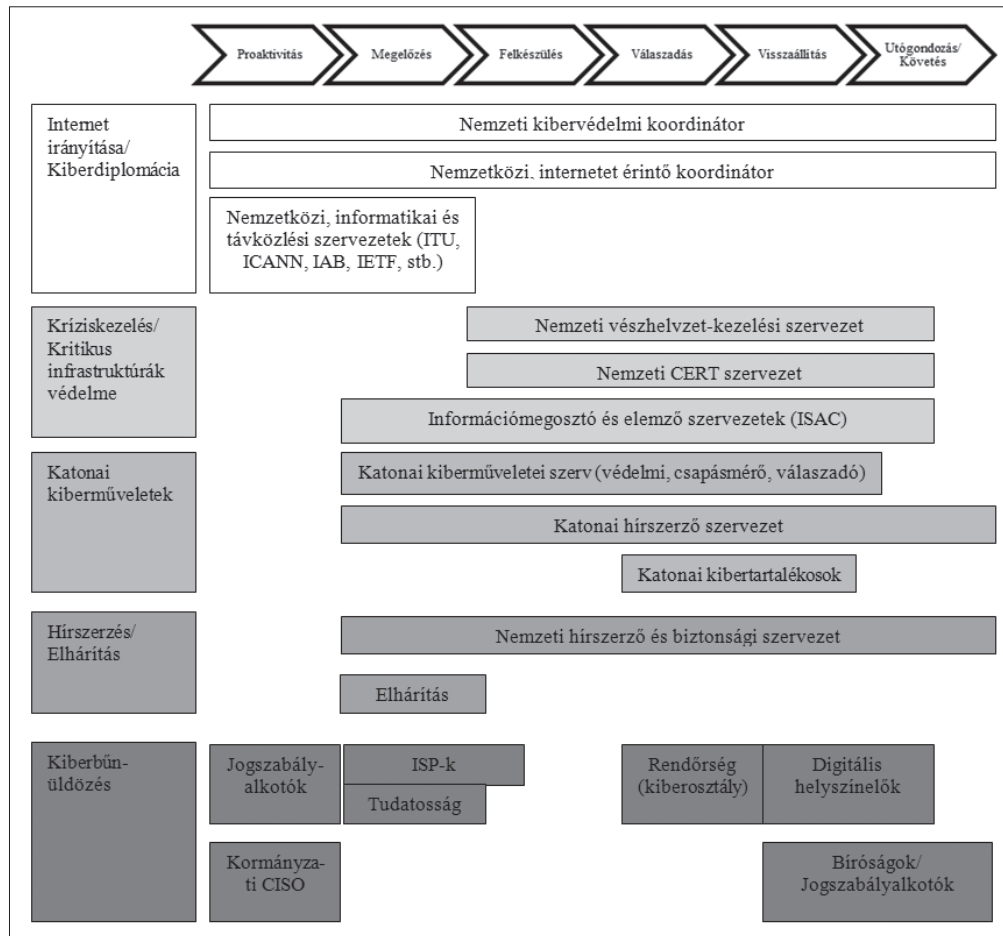 Proaktivitás
Megelőzés
Felkészülés
Válaszadás
Visszaállítás
Utógondozás/
Követés
Internet
irányítása/
Kiberdiplomácia
Nemzeti kibervédelmi koordinátor
Nemzetközi, internetet érintő koordinátor
Nemzetközi, informatikai és
távközlési szervezetek (ITU,
ICANN, IAB, IETF, stb.)
Kríziskezelés/
Kritikus
infrastruktúrák
védelme
Nemzeti vészhelyzet-kezelési szervezet
Nemzeti CERT szervezet
Információmegosztó és elemző szervezetek (ISAC)
Katonai
kiberműveletek
Katonai kiberműveletei szerv (védelmi, csapásmérő, válaszadó)
Katonai hírszerző szervezet
Katonai kibertartalékosok
Hírszerzés/
Elhárítás
Nemzeti hírszerző és biztonsági szervezet
Elhárítás
Kiberbűn-
üldözés
Jogszabály-
alkotók
ISP-k
Tudatosság
Rendőrség
(kiberosztály)
Digitális
helyszínelők
Kormányza-
ti CISO
Bíróságok/
Jogszabályalkotók